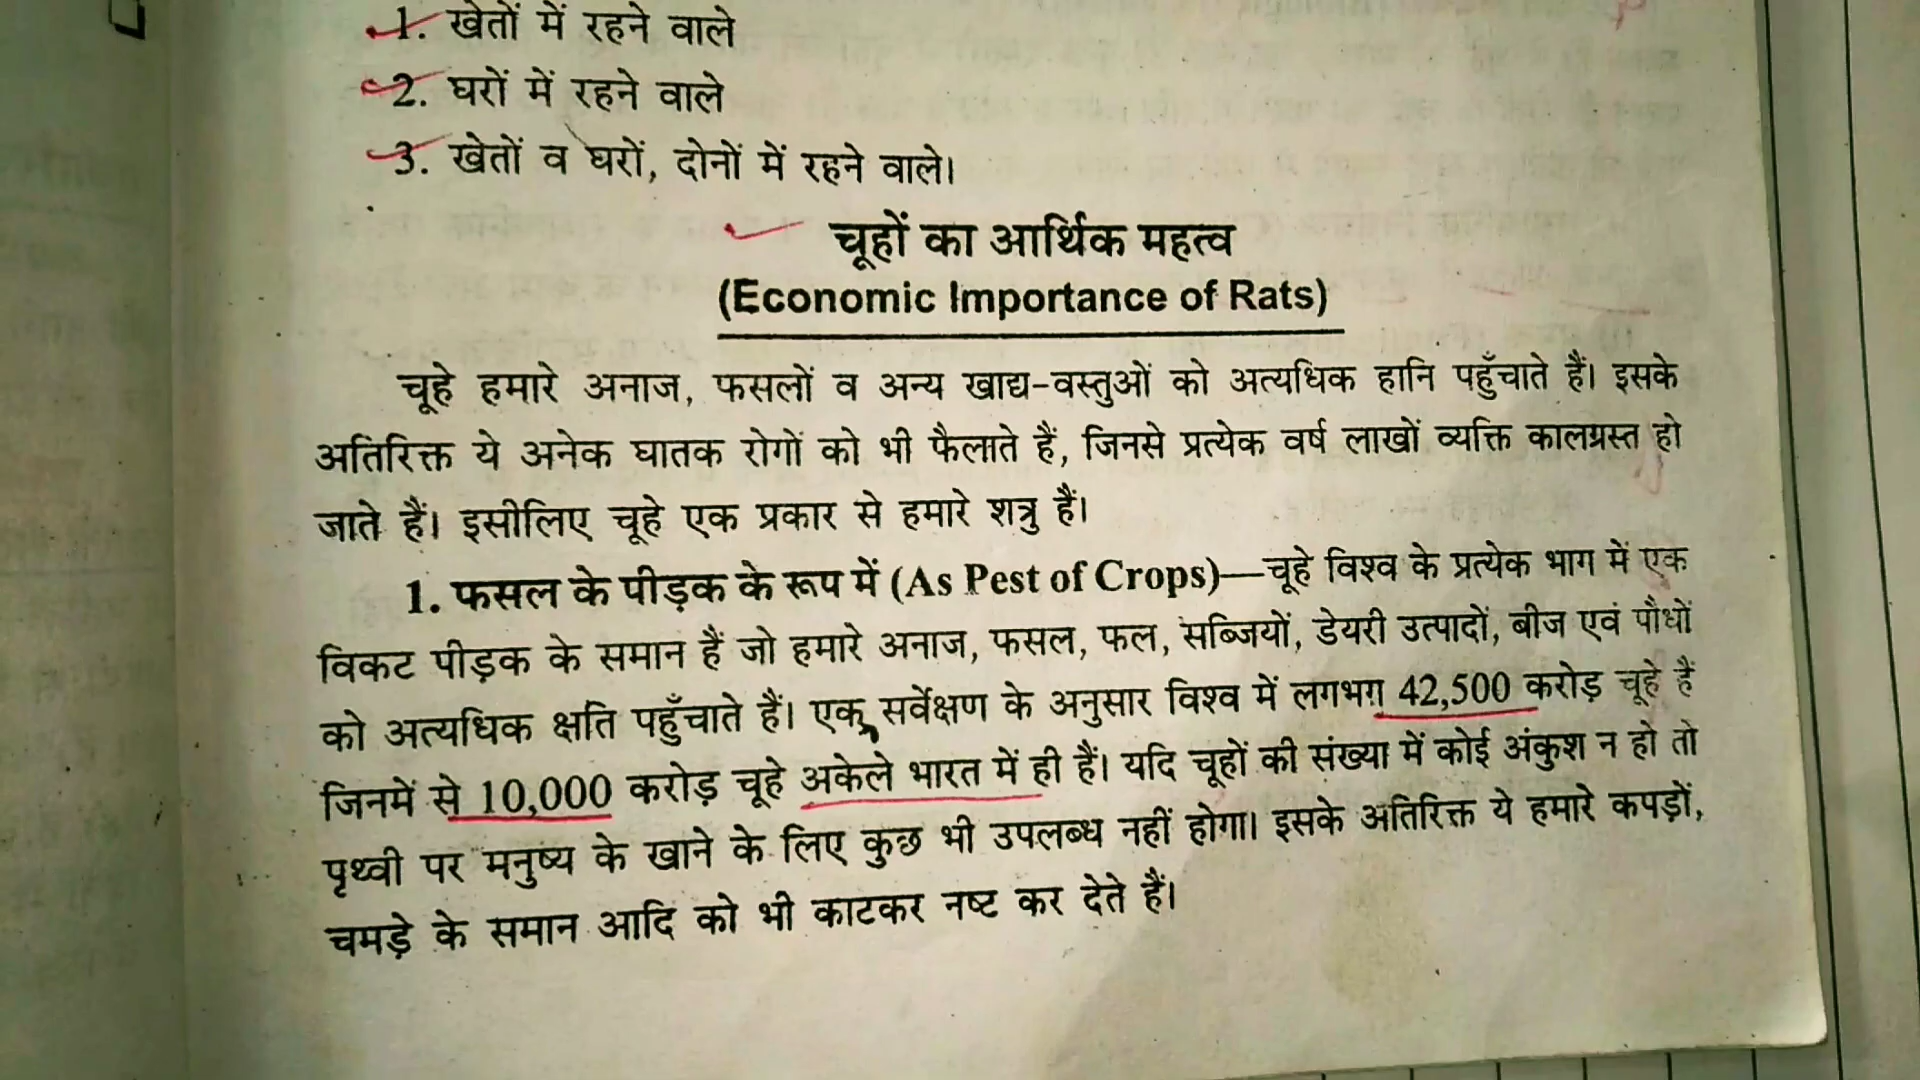 1. खेतों में रहने वाले
2. घरों में रहने वाले
3. खेतों व घरों, दोनों में रहने वाले।
चूहों का आर्थिक महत्व
(Economic Importance of Rats)
चूहे हमारे अनाज, फसलों व अन्य खाद्य-वस्तुओं को अत्यधिक हानि पहुँचाते हैं। इसके
अतिरिक्त ये अनेक घातक रोगों को भी फैलाते हैं, जिनसे प्रत्येक वर्ष लाखों व्यक्ति कालग्रस्त हो
जाते हैं। इसीलिए चूहे एक प्रकार से हमारे शत्रु हैं।
1. फसल के पीड़क के रूप में (As Pest of Crops)—चूहे विश्व के प्रत्येक भाग में एक
विकट पीड़क के समान हैं जो हमारे अनाज, फसल, फल, सब्जियों, डेयरी उत्पादों, बीज एवं पौधों
को अत्यधिक क्षति पहुँचाते हैं। एक सर्वेक्षण के अनुसार विश्व में लगभग 42,500 करोड़ चूहे हैं
जिनमें से 10,000 करोड़ चूहे अकेले भारत में ही हैं। यदि चूहों की संख्या में कोई अंकुश न हो तो
पृथ्वी पर मनुष्य के खाने के लिए कुछ भी उपलब्ध नहीं होगा। इसके अतिरिक्त ये हमारे कपड़ों,
चमड़े के समान आदि को भी काटकर नष्ट कर देते हैं।